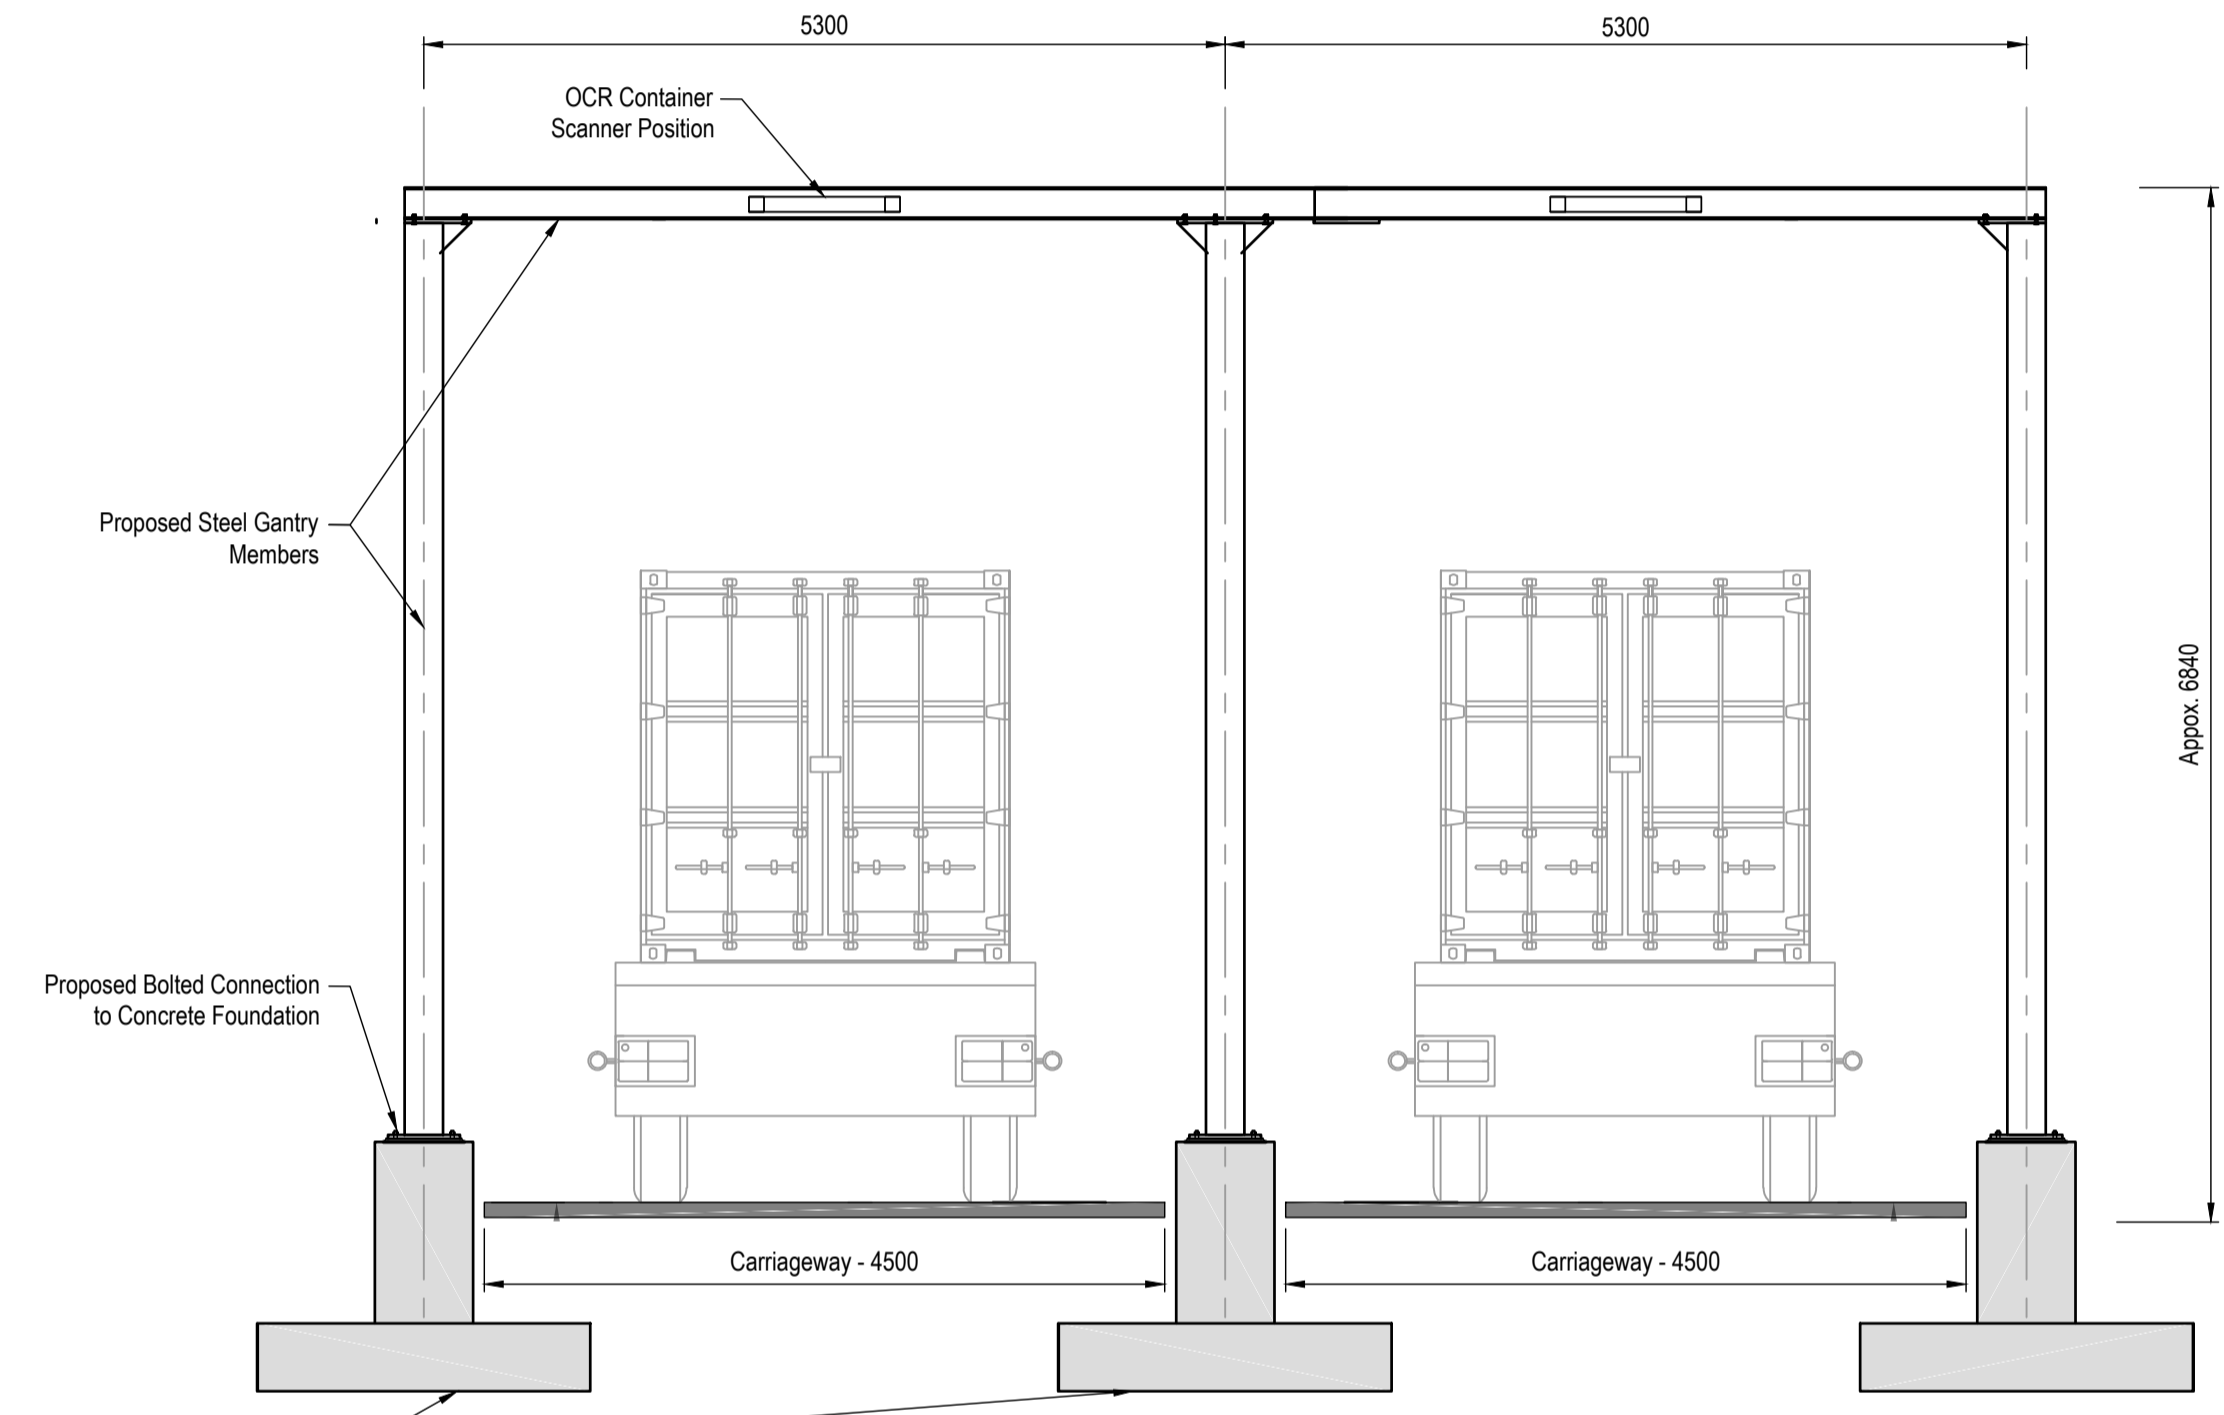 5300
5300
OCR Container
Scanner Position
Proposed Steel Gantry
Members
Appox. 6840
Proposed Bolted Connection
to Concrete Foundation
Carriageway - 4500
Carriageway - 4500